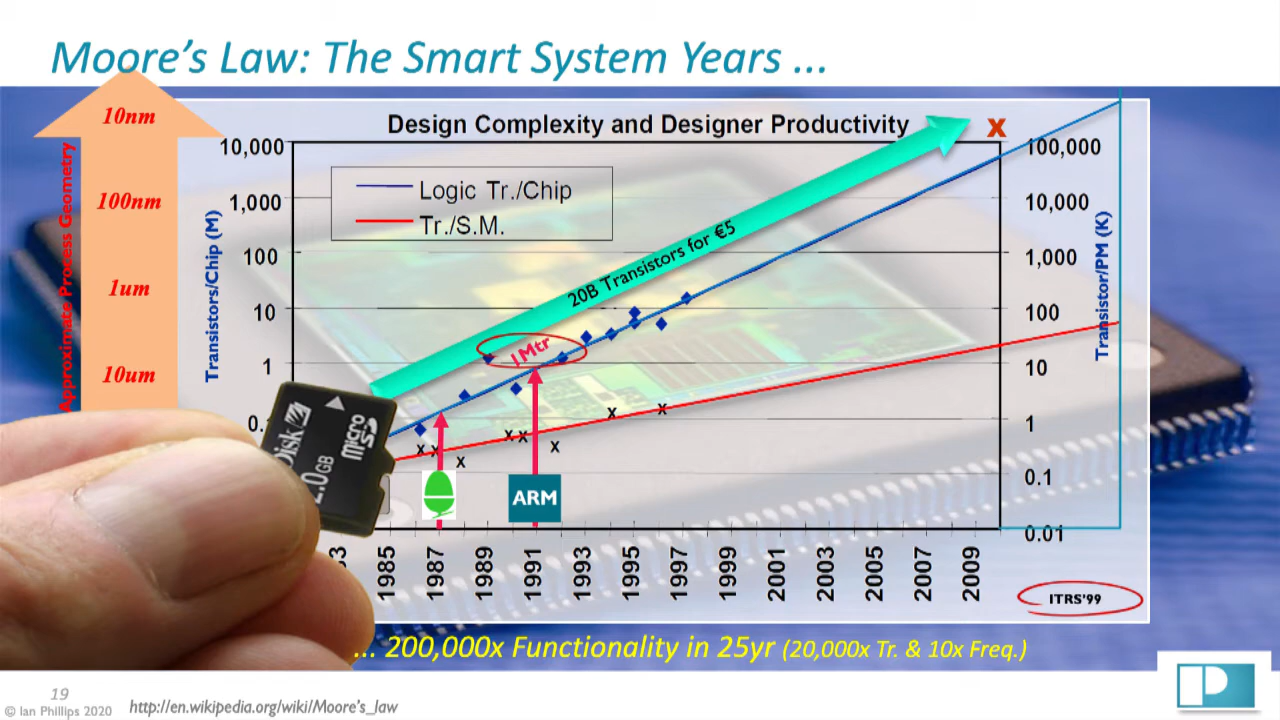 Moore's Law: The Smart System Years ...
Design Complexity and Designer Productivity
x
10nm
100nm
1um
10um
Approximate Process Geometry
Transistors/Chip (M)
10,000
1,000
100
10
1
0.
Logic Tr./Chip
Tr./S.M.
20B Transistors for €5
1Mtr
ARM
100,000
10,000
1,000
100
10
1
0.1
0.01
Transistor/PM (K)
Disk
micro
SD
2.0GB
83
1985
1987
1989
1991
1993
1995
1997
1999
2001
2003
2005
2007
2009
ITRS'99
... 200,000x Functionality in 25yr (20,000x Tr. & 10x Freq.)
19
© Ian Phillips 2020
http://en.wikipedia.org/wiki/Moore's_law